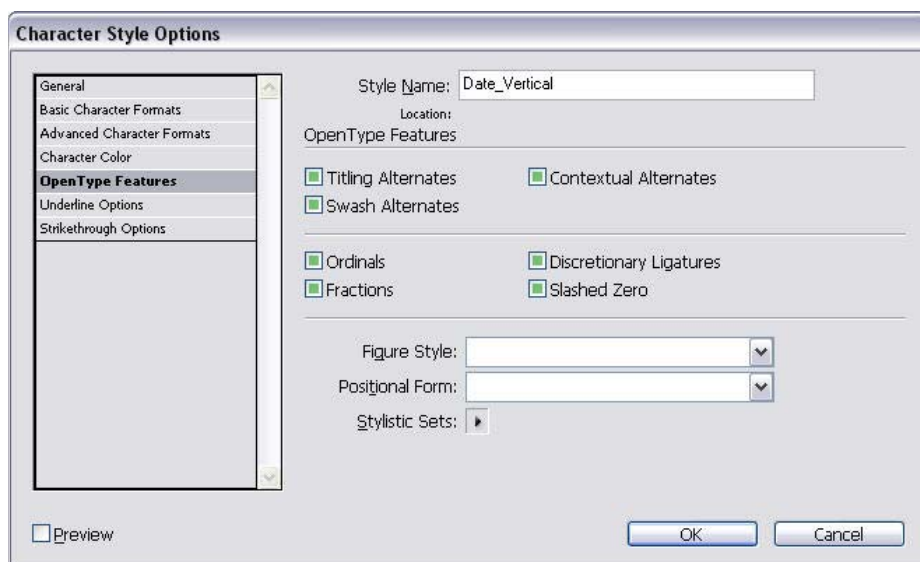 Character Style Options
General
Basic Character Formats
Advanced Character Formats
Character Color
OpenType Features
Underline Options
Strikethrough Options
Style Name: Date_Vertical
Location:
OpenType Features
Titling Alternates Contextual Alternates
Swash Alternates
Ordinals Discretionary Ligatures
Fractions Slashed Zero
Figure Style:
Positional Form:
Stylistic Sets:
Preview OK Cancel